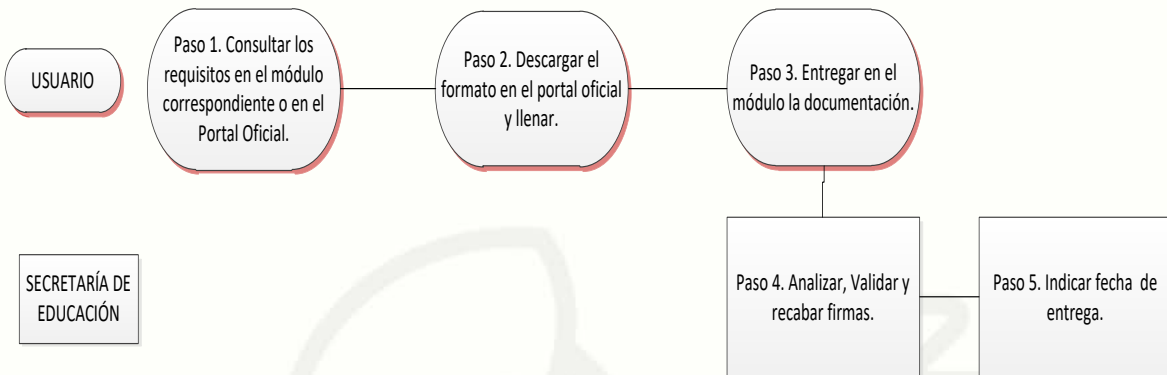 USUARIO
Paso 1. Consultar los
requisitos en el módulo
correspondiente o en el
Portal Oficial.
Paso 2. Descargar el
formato en el portal oficial
y llenar.
Paso 3. Entregar en el
módulo la documentación.
SECRETARÍA DE
EDUCACIÓN
Paso 4. Analizar, Validar y
recabar firmas.
Paso 5. Indicar fecha de
entrega.